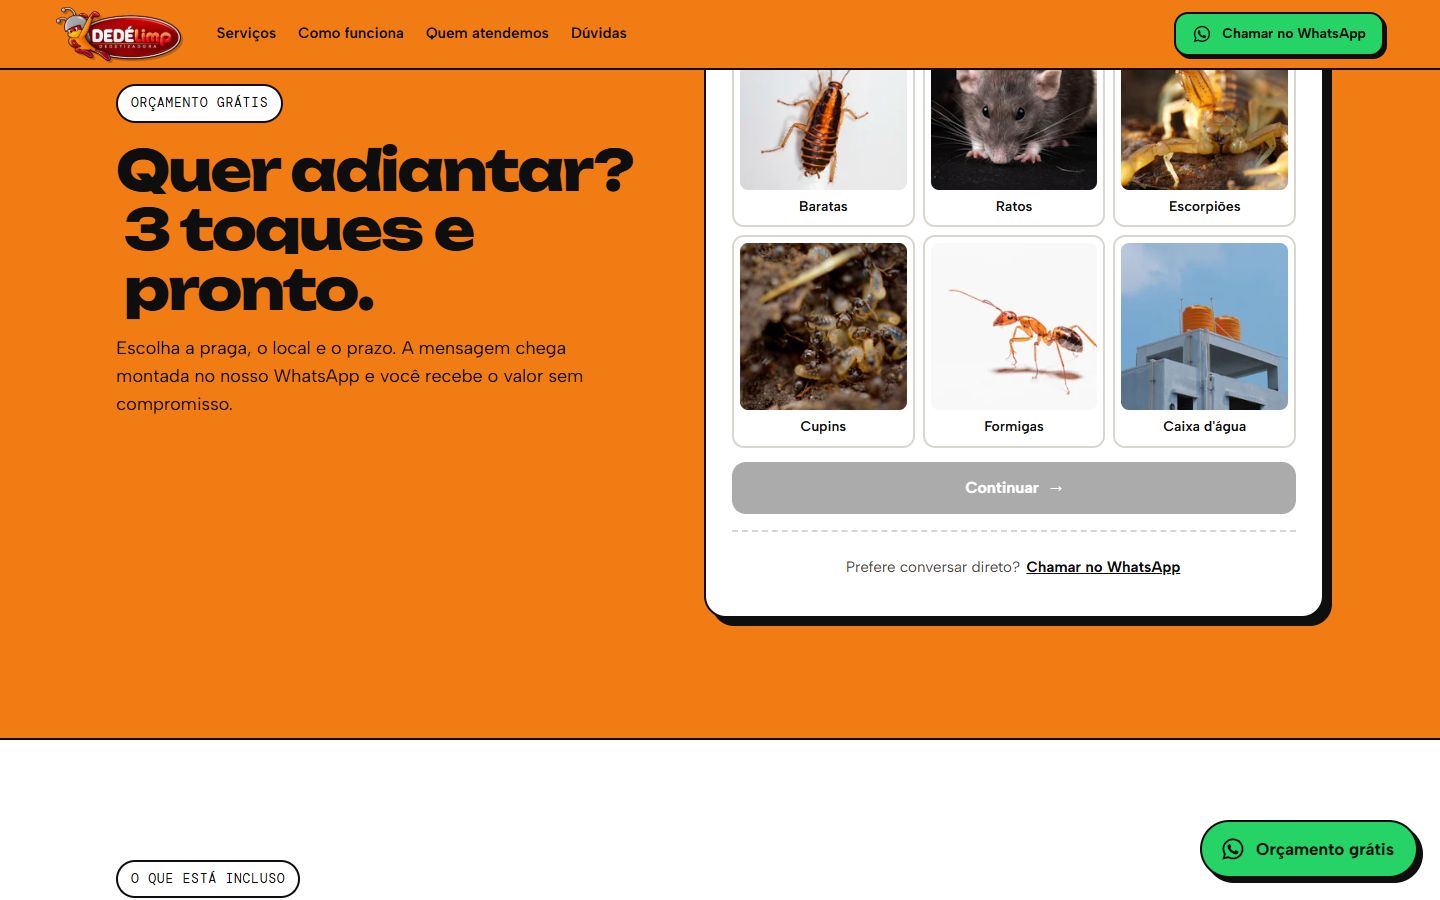 DEDÉLimp
DEDETIZADORA
Serviços
Como funciona
Quem atendemos
Dúvidas
Chamar no WhatsApp
ORÇAMENTO GRÁTIS
Quer adiantar?
3 toques e
pronto.
Escolha a praga, o local e o prazo. A mensagem chega
montada no nosso WhatsApp e você recebe o valor sem
compromisso.
Baratas
Ratos
Escorpiões
Cupins
Formigas
Caixa d'água
Continuar →
Prefere conversar direto? Chamar no WhatsApp
O QUE ESTÁ INCLUSO
Orçamento grátis